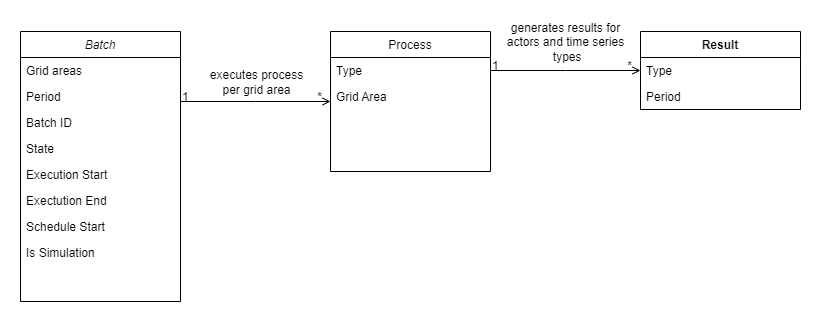 Batch
Grid areas
Period
Batch ID
State
Execution Start
Exectution End
Schedule Start
Is Simulation
executes process
per grid area
1
*
Process
Type
Grid Area
generates results for
actors and time series
types
1
*
Result
Type
Period